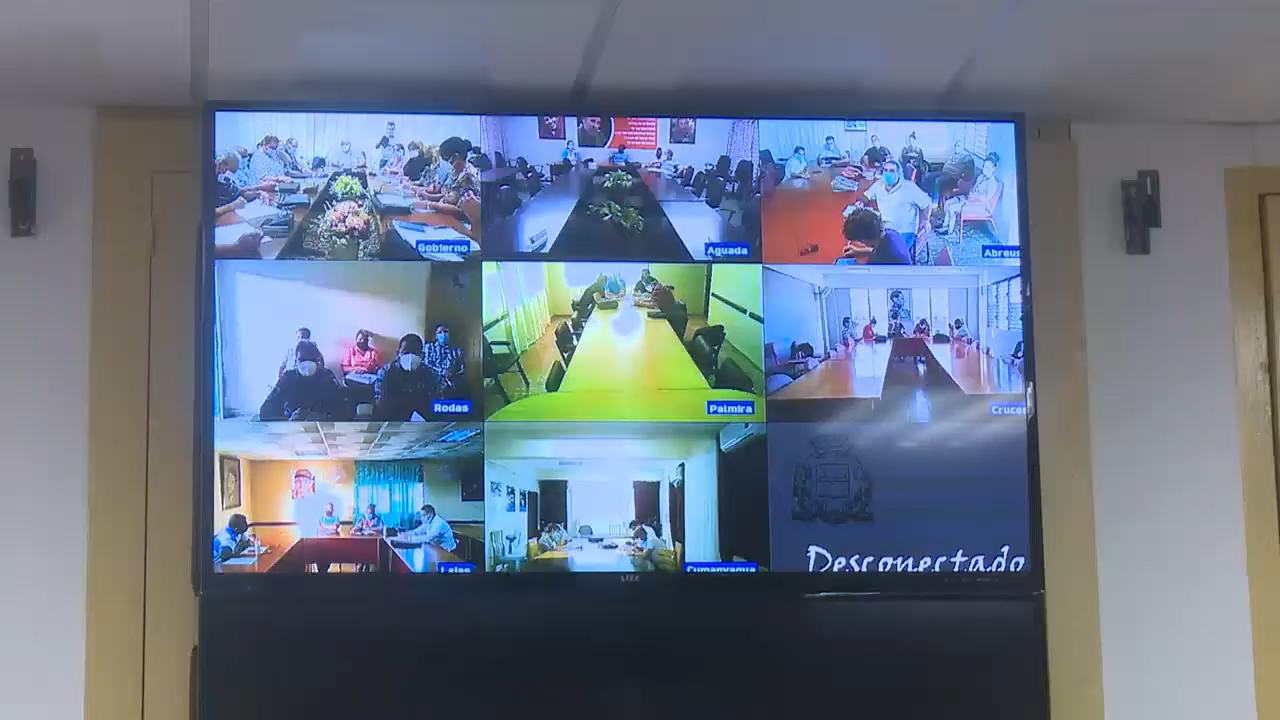 Gobierno
Aguada
Abreus
Rodas
Palmira
Cruces
Lajas
Cumanayagua
Desconectado